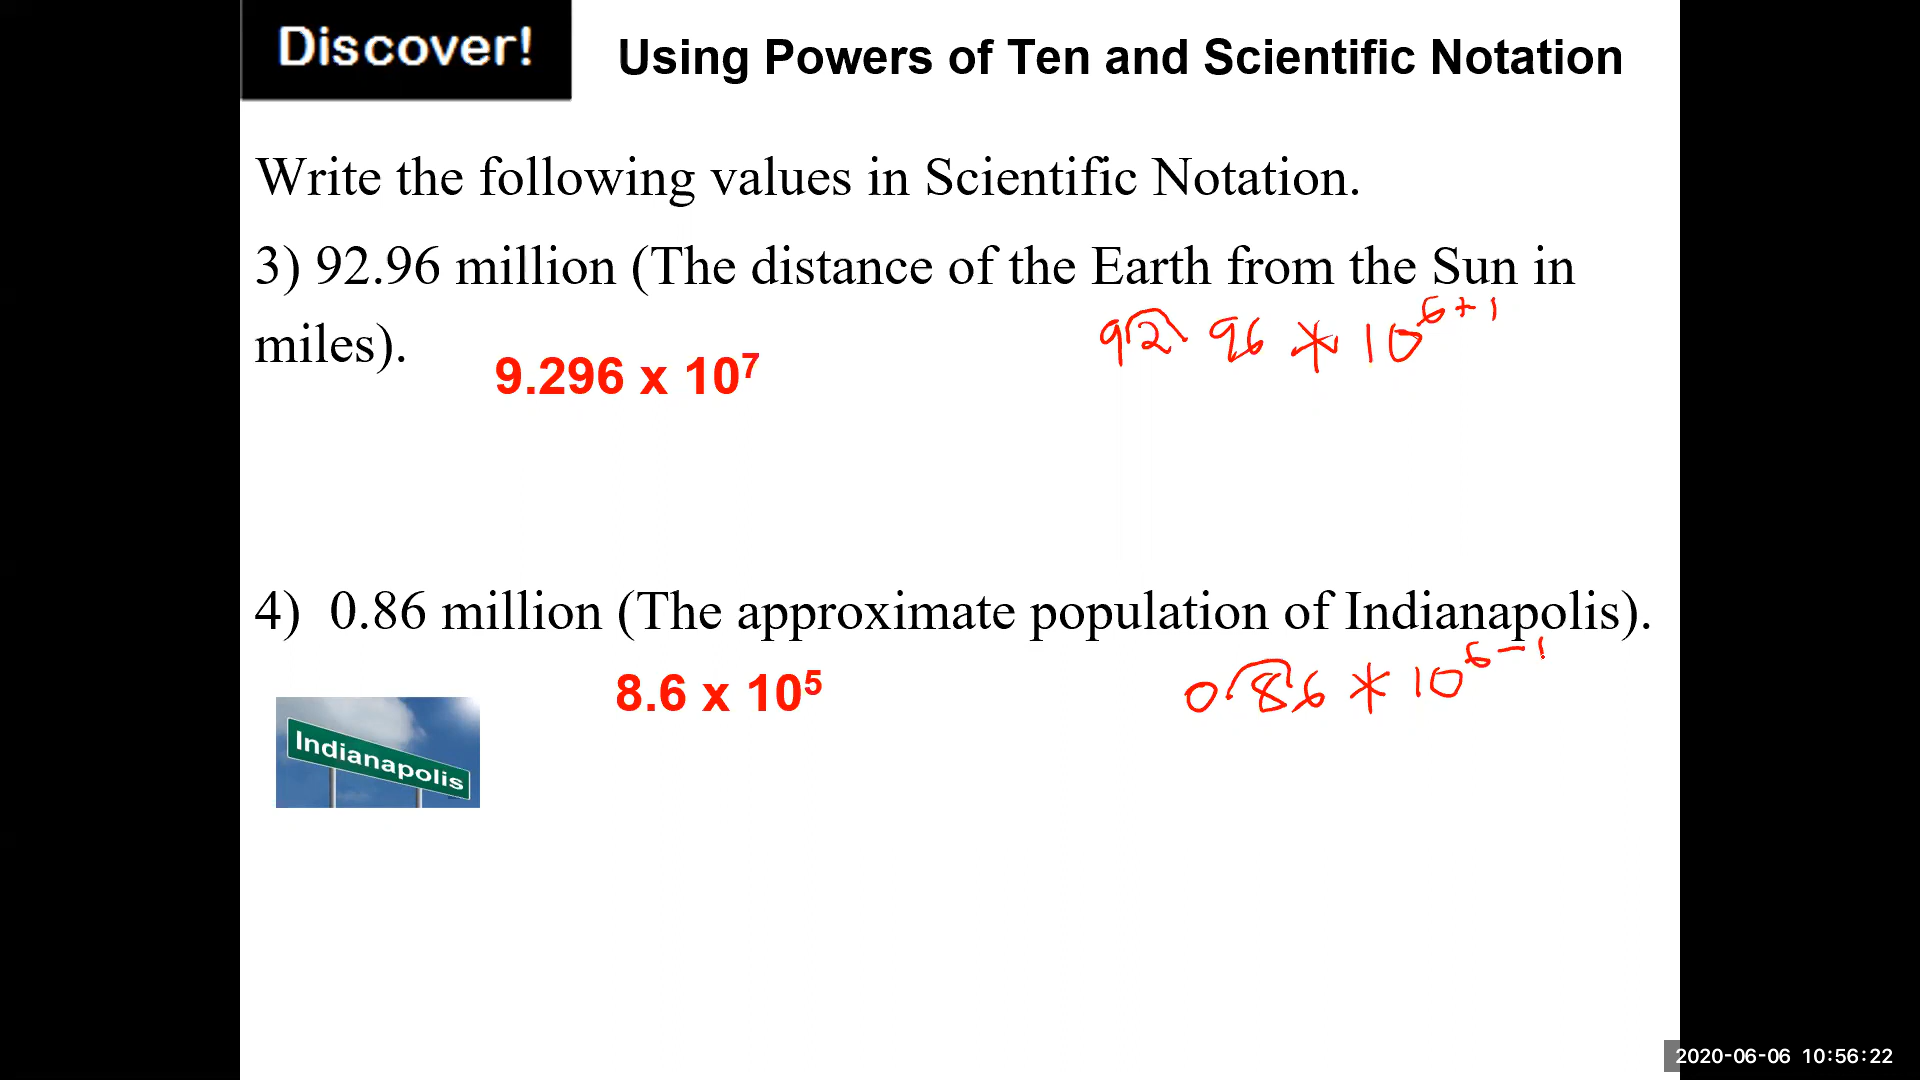 Discover!
Using Powers of Ten and Scientific Notation
Write the following values in Scientific Notation.
3) 92.96 million (The distance of the Earth from the Sun in
miles).
92.96 * 10⁶⁺¹
9.296 x 10⁷
4) 0.86 million (The approximate population of Indianapolis).
0.86 * 10⁶⁻¹
8.6 x 10⁵
Indianapolis
2020-06-06 10:56:22